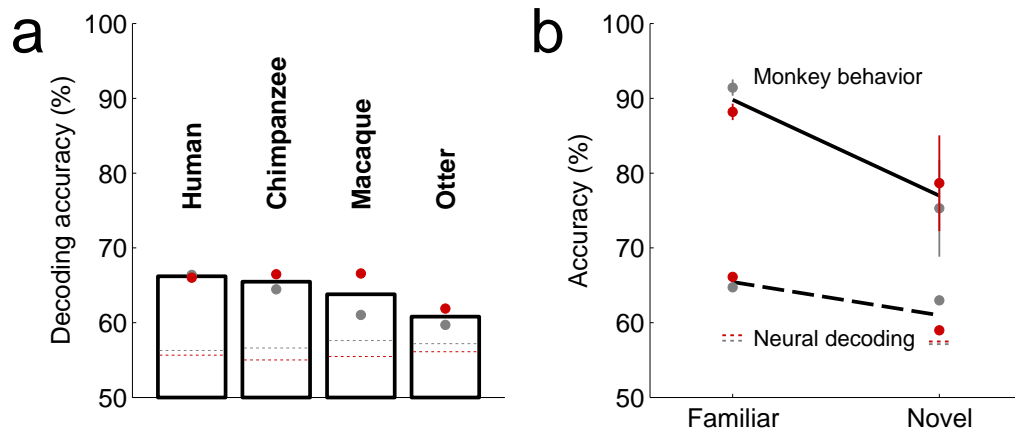 a
Decoding accuracy (%)
100
90
80
70
60
50
Human
Chimpanzee
Macaque
Otter
b
Accuracy (%)
100
90
80
70
60
50
Monkey behavior
Neural decoding
Familiar
Novel